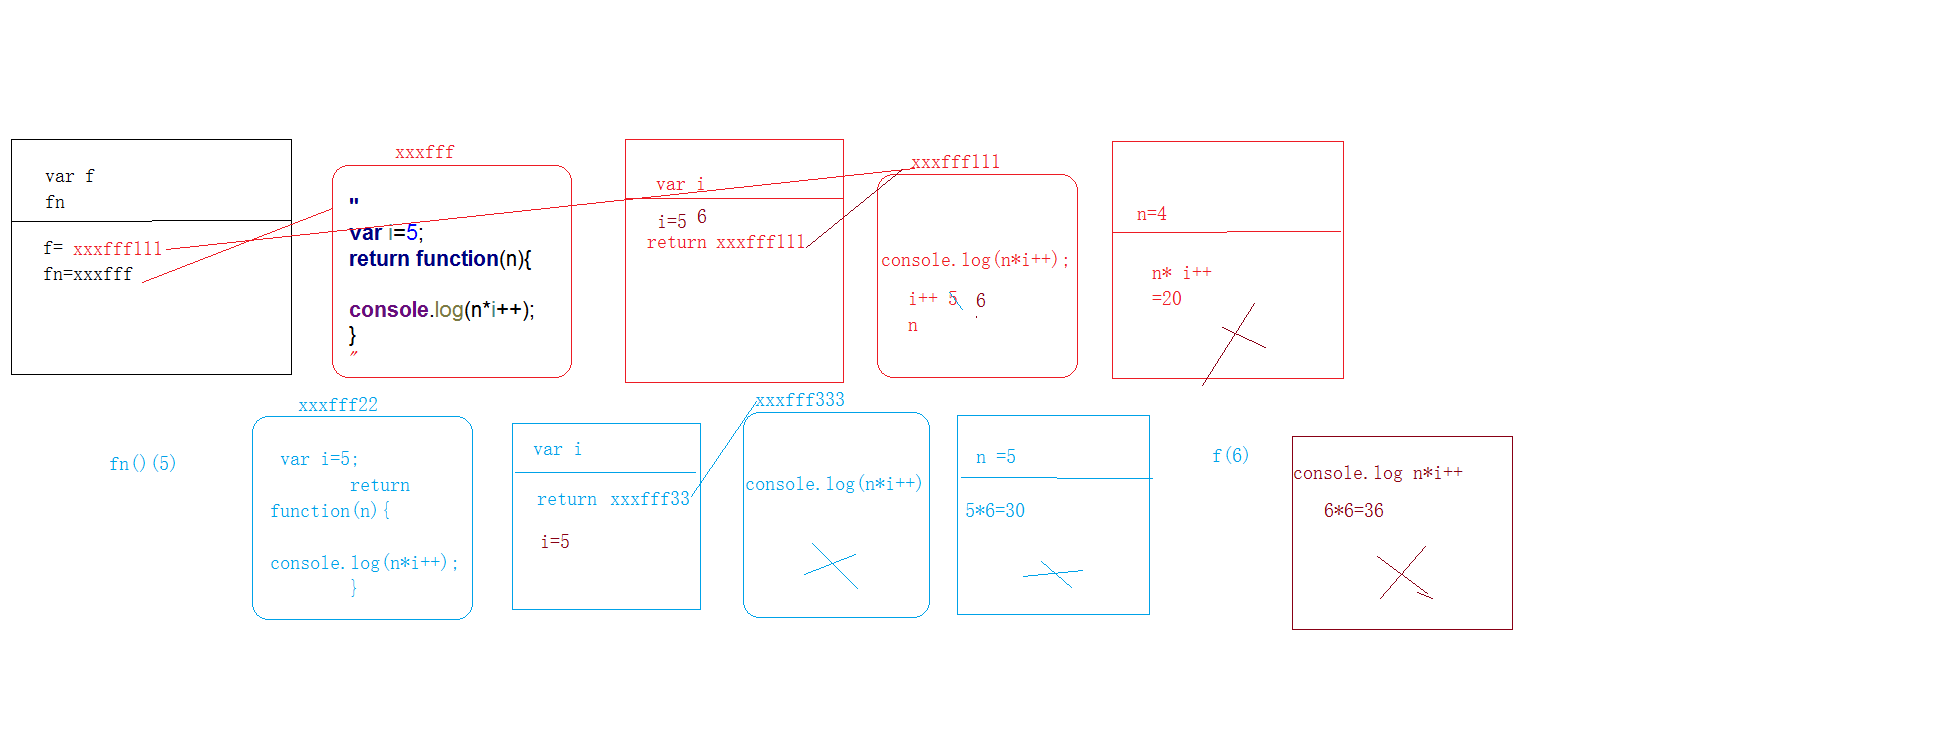 var f
fn
f= xxxfff111
fn=xxxfff
xxxfff
"
var i=5;
return function(n){
console.log(n*i++);
}
"
var i
i=5 6
return xxxfff111
xxxfff111
console.log(n*i++);
i++ 5 6
n
n=4
n* i++
=20
fn()(5)
xxxfff22
var i=5;
return
function(n){
console.log(n*i++);
}
var i
return xxxfff33
i=5
xxxfff333
console.log(n*i++)
n =5
5*6=30
f(6)
console.log n*i++
6*6=36